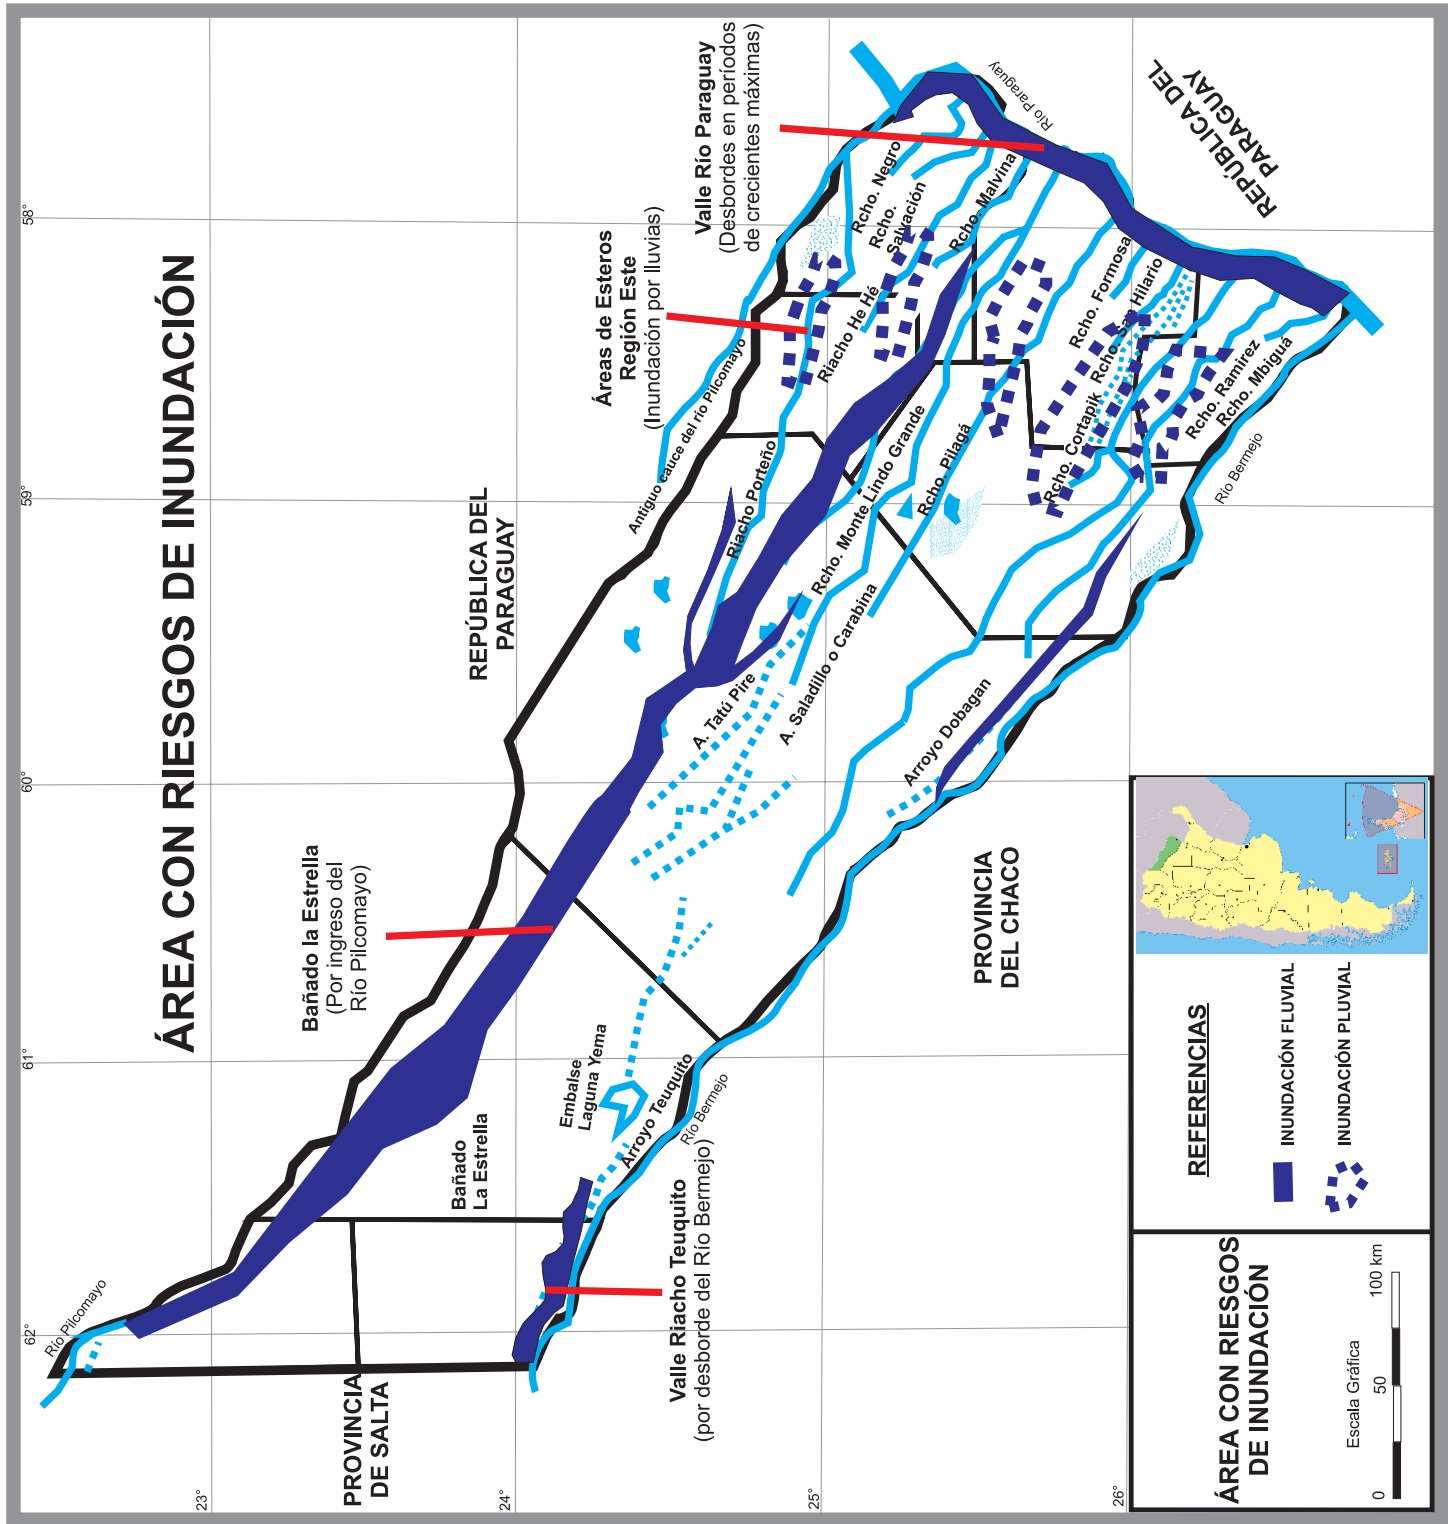 ÁREA CON RIESGOS DE INUNDACIÓN
62°
61°
60°
59°
58°
23°
24°
25°
26°
Río Pilcomayo
PROVINCIA
DE SALTA
Bañado la Estrella
(Por ingreso del
Río Pilcomayo)
REPÚBLICA DEL
PARAGUAY
Áreas de Esteros
Región Este
(Inundación por lluvias)
Valle Río Paraguay
(Desbordes en períodos
de crecientes máximas)
Antiguo cauce del río Pilcomayo
Riacho Porteño
Riacho He Hé
Rcho. Negro
Rcho.
Salvación
Rcho. Malvina
Río Paraguay
REPÚBLICA DEL
PARAGUAY
Bañado
La Estrella
Embalse
Laguna Yema
Arroyo Teuquito
Río Bermejo
Valle Riacho Teuquito
(por desborde del Río Bermejo)
A. Tatú Pire
A. Saladillo o Carabina
Rcho. Monte Lindo Grande
Rcho. Pilagá
Arroyo Dobagan
Rcho. Cortapik
Rcho. Formosa
Rcho. San Hilario
Rcho. Ramirez
Rcho. Mbiguá
Río Bermejo
PROVINCIA
DEL CHACO
ÁREA CON RIESGOS
DE INUNDACIÓN
Escala Gráfica
0
50
100 km
REFERENCIAS
INUNDACIÓN FLUVIAL
INUNDACIÓN PLUVIAL